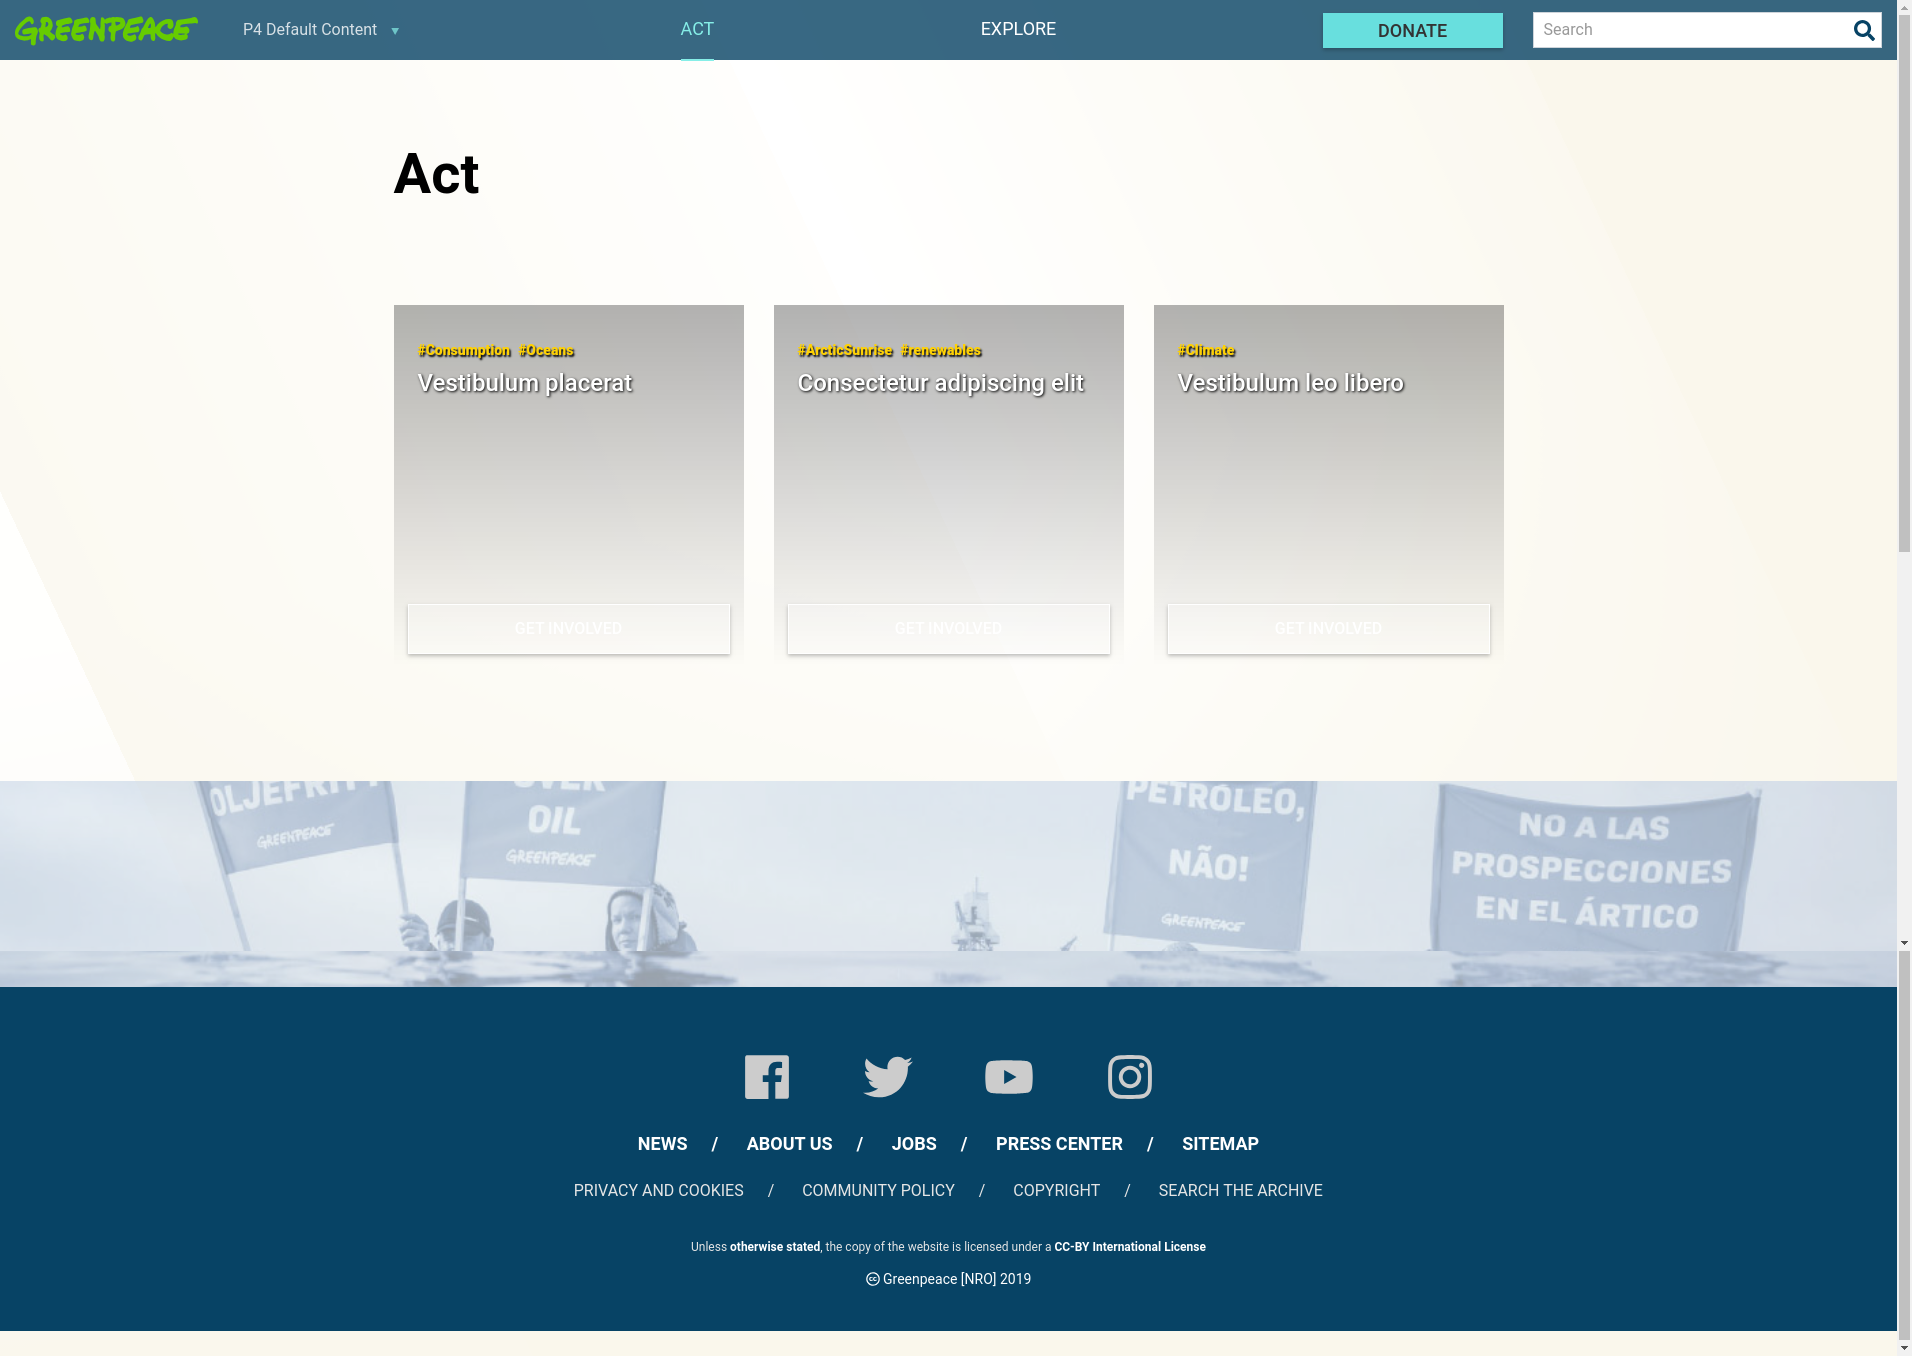 GREENPEACE
P4 Default Content ▼
ACT
EXPLORE
DONATE
Search
Act
#Consumption #Oceans
Vestibulum placerat
GET INVOLVED
#ArcticSunrise #renewables
Consectetur adipiscing elit
GET INVOLVED
#Climate
Vestibulum leo libero
GET INVOLVED
OLJEFRITT
GREENPEACE
OVER
OIL
GREENPEACE
PETRÓLEO,
NÃO!
GREENPEACE
NO A LAS
PROSPECCIONES
EN EL ÁRTICO
NEWS / ABOUT US / JOBS / PRESS CENTER / SITEMAP
PRIVACY AND COOKIES / COMMUNITY POLICY / COPYRIGHT / SEARCH THE ARCHIVE
Unless otherwise stated, the copy of the website is licensed under a CC-BY International License
Greenpeace [NRO] 2019